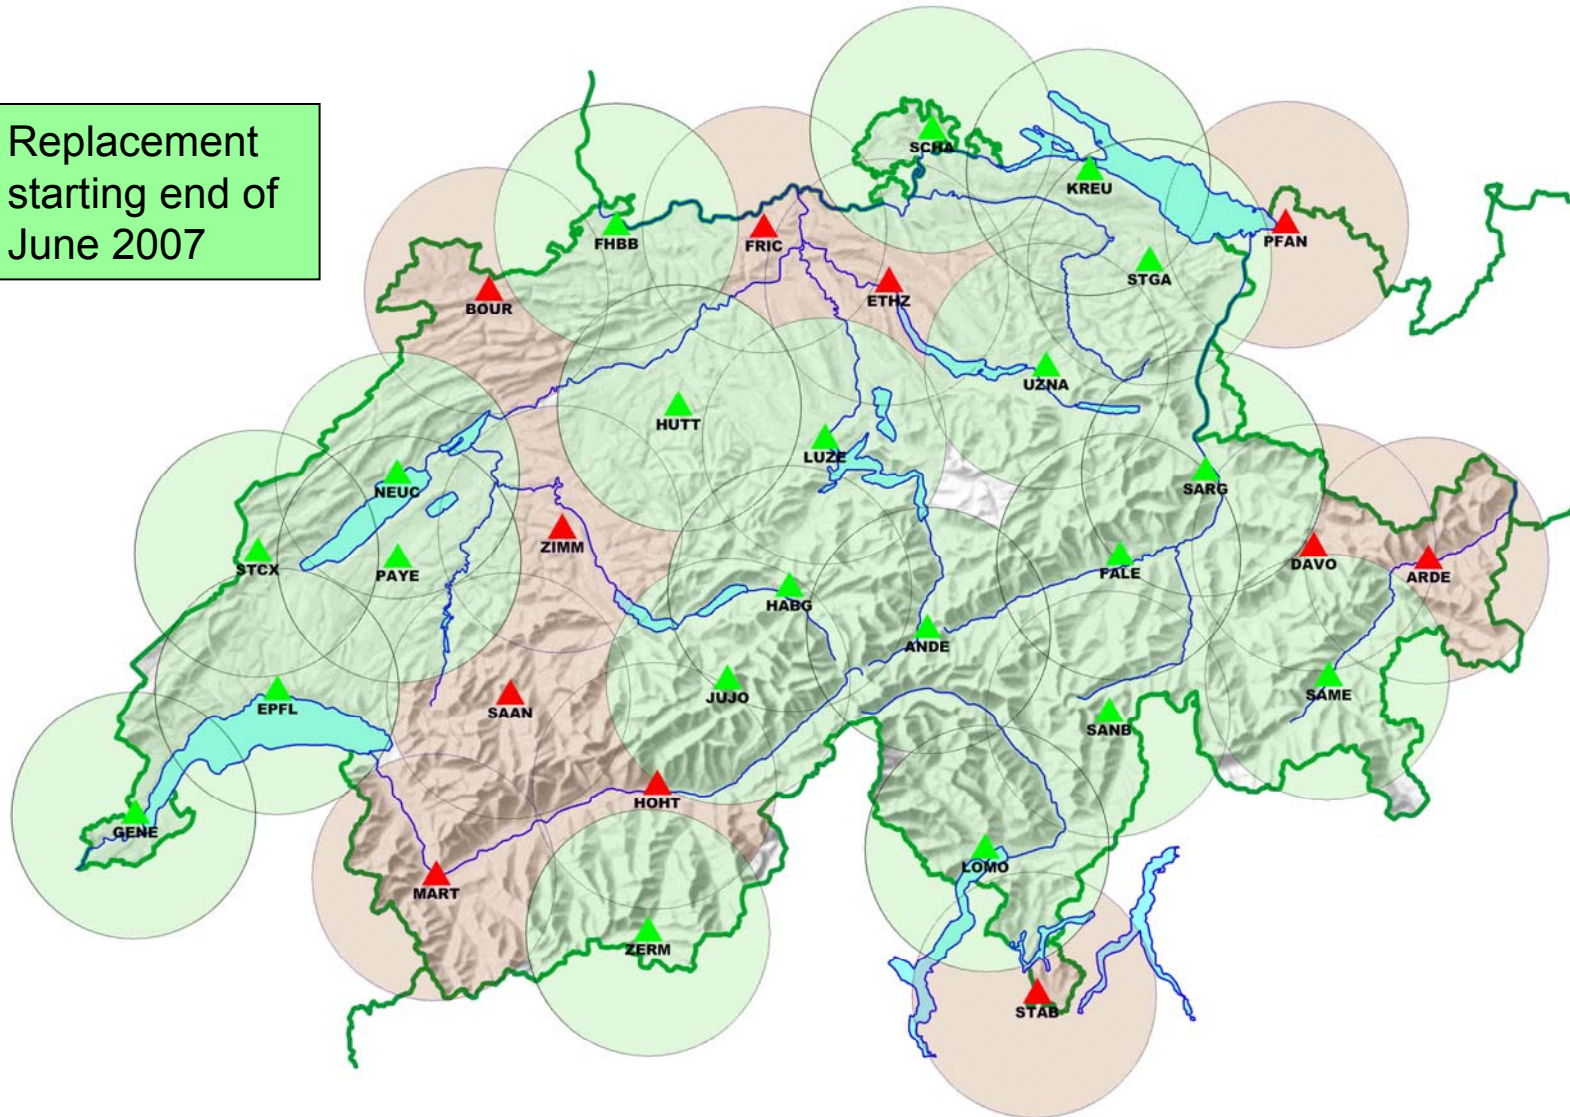 Replacement
starting end of
June 2007
SCHA
KREU
FHBB
FRIC
PFAN
STGA
ETHZ
BOUR
UZNA
HUTT
LUZE
NEUC
SARG
ZIMM
STCX
PAYE
FALE
DAVO
ARDE
HABG
ANDE
EPFL
SAAN
JUJO
SANB
SAME
HOHT
GENE
LOMO
MART
ZERM
STAB